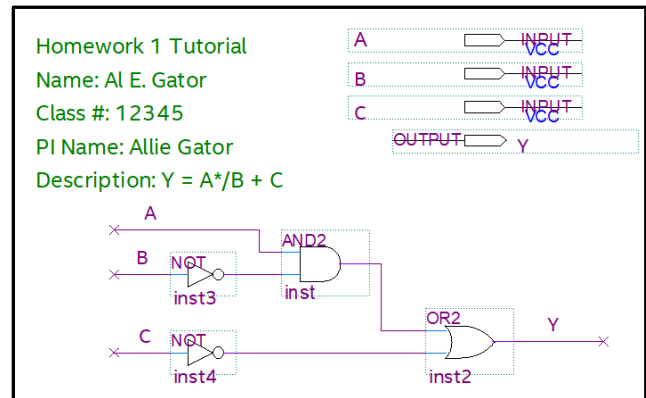 Homework 1 Tutorial
Name: Al E. Gator
Class #: 12345
PI Name: Allie Gator
Description: Y = A*/B + C
A INPUT
VCC
B INPUT
VCC
C INPUT
VCC
OUTPUT Y
A
AND2
B NOT
inst3
inst
C NOT
inst4
OR2
Y
inst2